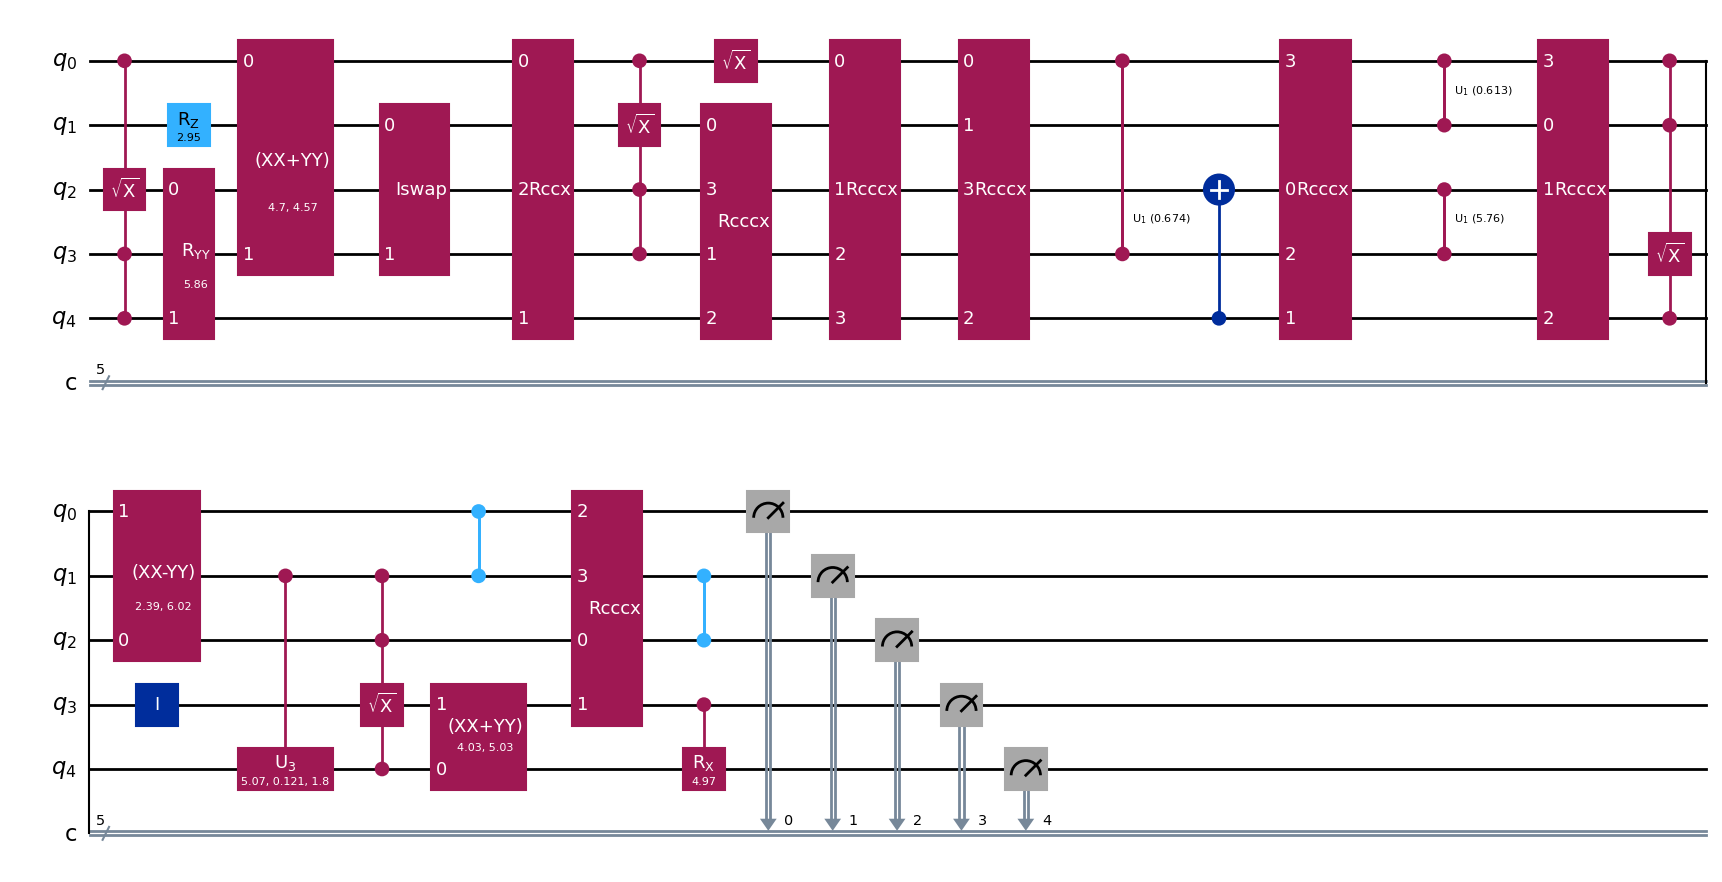 q0 0 0 √X 0 0 3 3
U1 (0.613)
q1 RZ 2.95 0 √X 0 1 0
(XX+YY)
4.7, 4.57
q2 √X 0 Iswap 2Rccx 3 1Rcccx 3Rcccx 0Rcccx 1Rcccx
Rcccx
U1 (0.674) U1 (5.76)
q3 RYY 1 1 1 2 2 √X
5.86
q4 1 1 2 3 2 1 2
5
c
q0 1 2
(XX-YY)
2.39, 6.02
q1 3
Rcccx
q2 0 0
q3 I √X 1 1
(XX+YY)
4.03, 5.03
q4 U3 0 RX
5.07, 0.121, 1.8 4.97
5 0 1 2 3 4
c